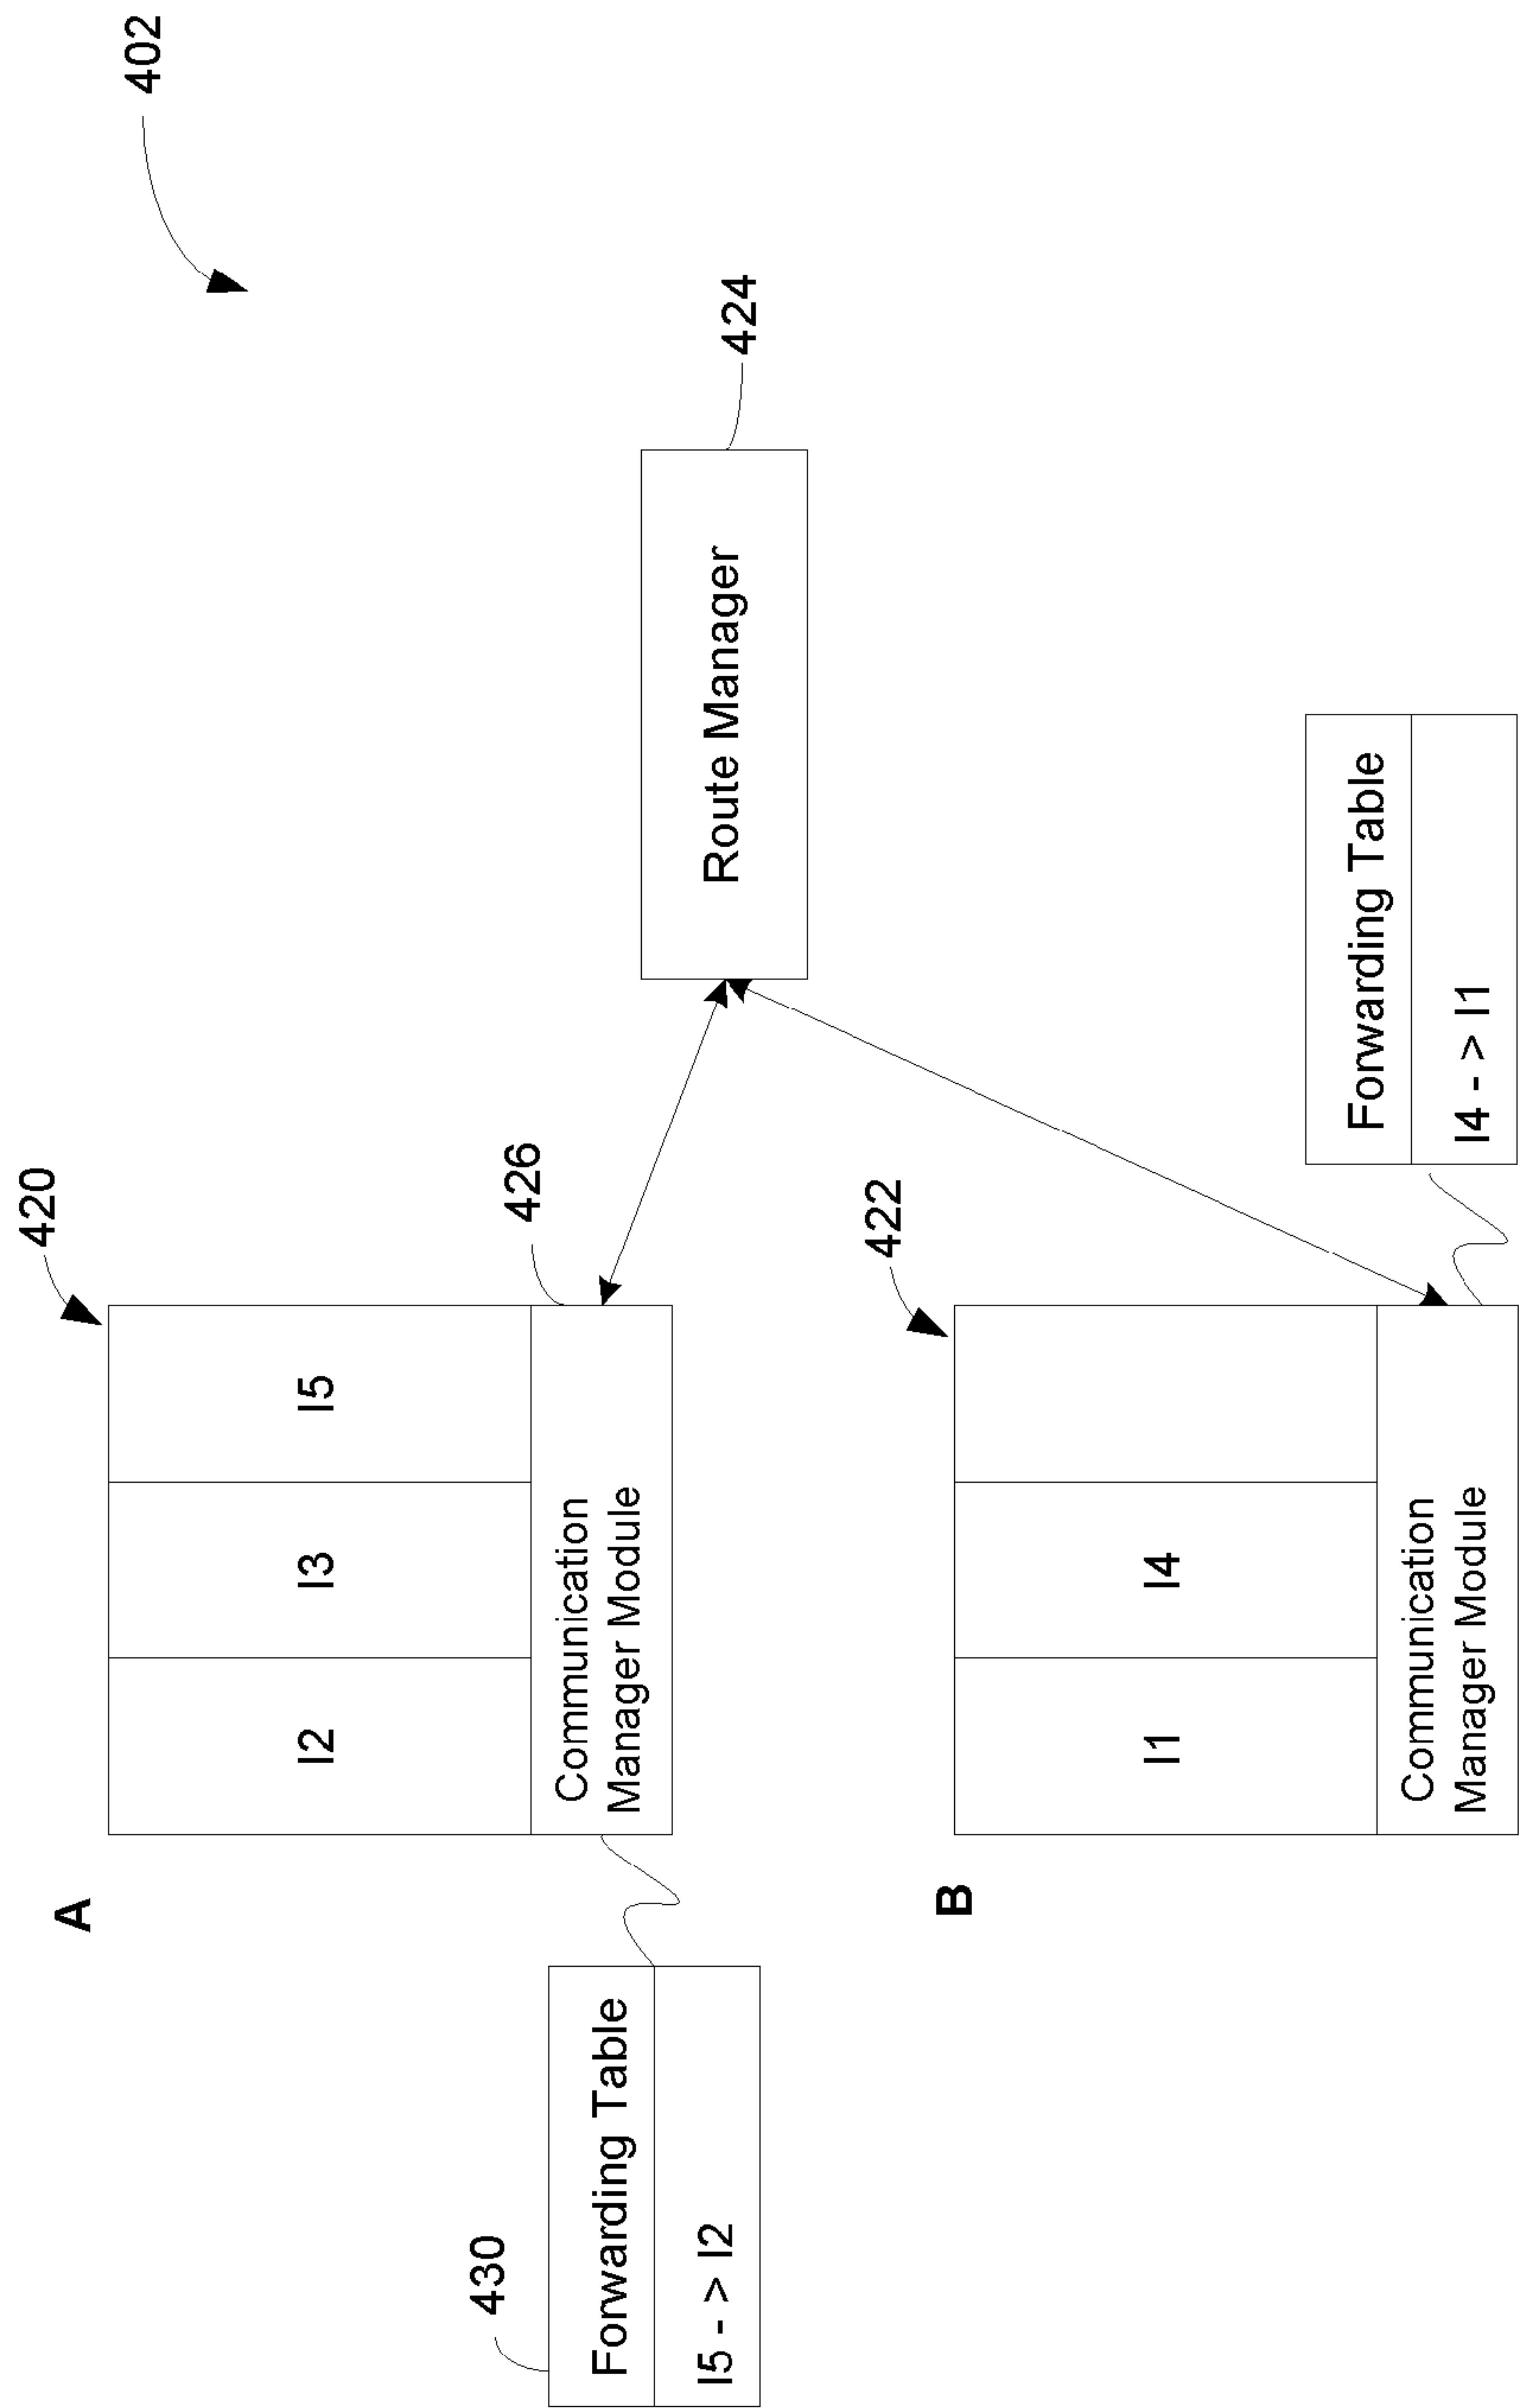 402
A
420
I2
I3
I5
426
Communication
Manager Module
430
Forwarding Table
I5 - > I2
424
Route Manager
B
422
I1
I4
Communication
Manager Module
Forwarding Table
I4 - > I1